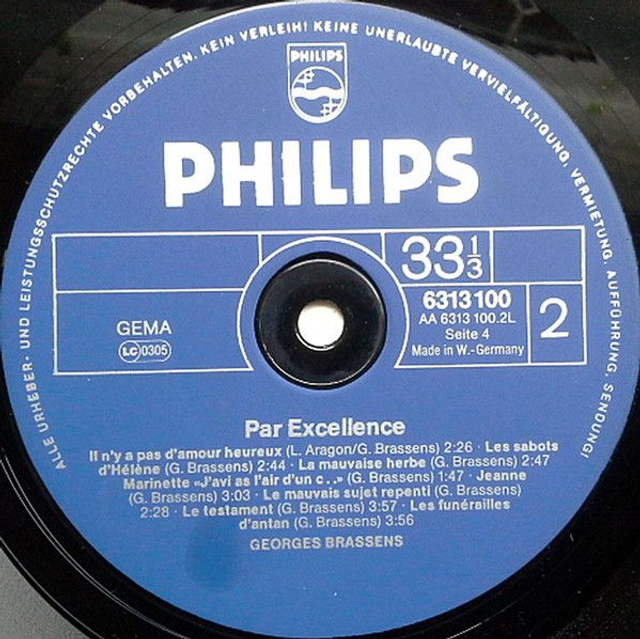 ALLE URHEBER- UND LEISTUNGSSCHUTZRECHTE VORBEHALTEN. KEIN VERLEIH! KEINE UNERLAUBTE VERVIELFÄLTIGUNG, VERMIETUNG, AUFFÜHRUNG, SENDUNG!
PHILIPS
PHILIPS
33 1/3
GEMA
LC 0305
6313 100
AA 6313 100.2L
Seite 4
Made in W.-Germany
2
Par Excellence
Il n'y a pas d'amour heureux (L. Aragon/G. Brassens) 2:26 · Les sabots
d'Hélène (G. Brassens) 2:44 · La mauvaise herbe (G. Brassens) 2:47
Marinette «J'avi as l'air d'un c . .» (G. Brassens) 1:47 · Jeanne
(G. Brassens) 3:03 · Le mauvais sujet repenti (G. Brassens)
2:28 · Le testament (G. Brassens) 3:57 · Les funérailles
d'antan (G. Brassens) 3:56
GEORGES BRASSENS